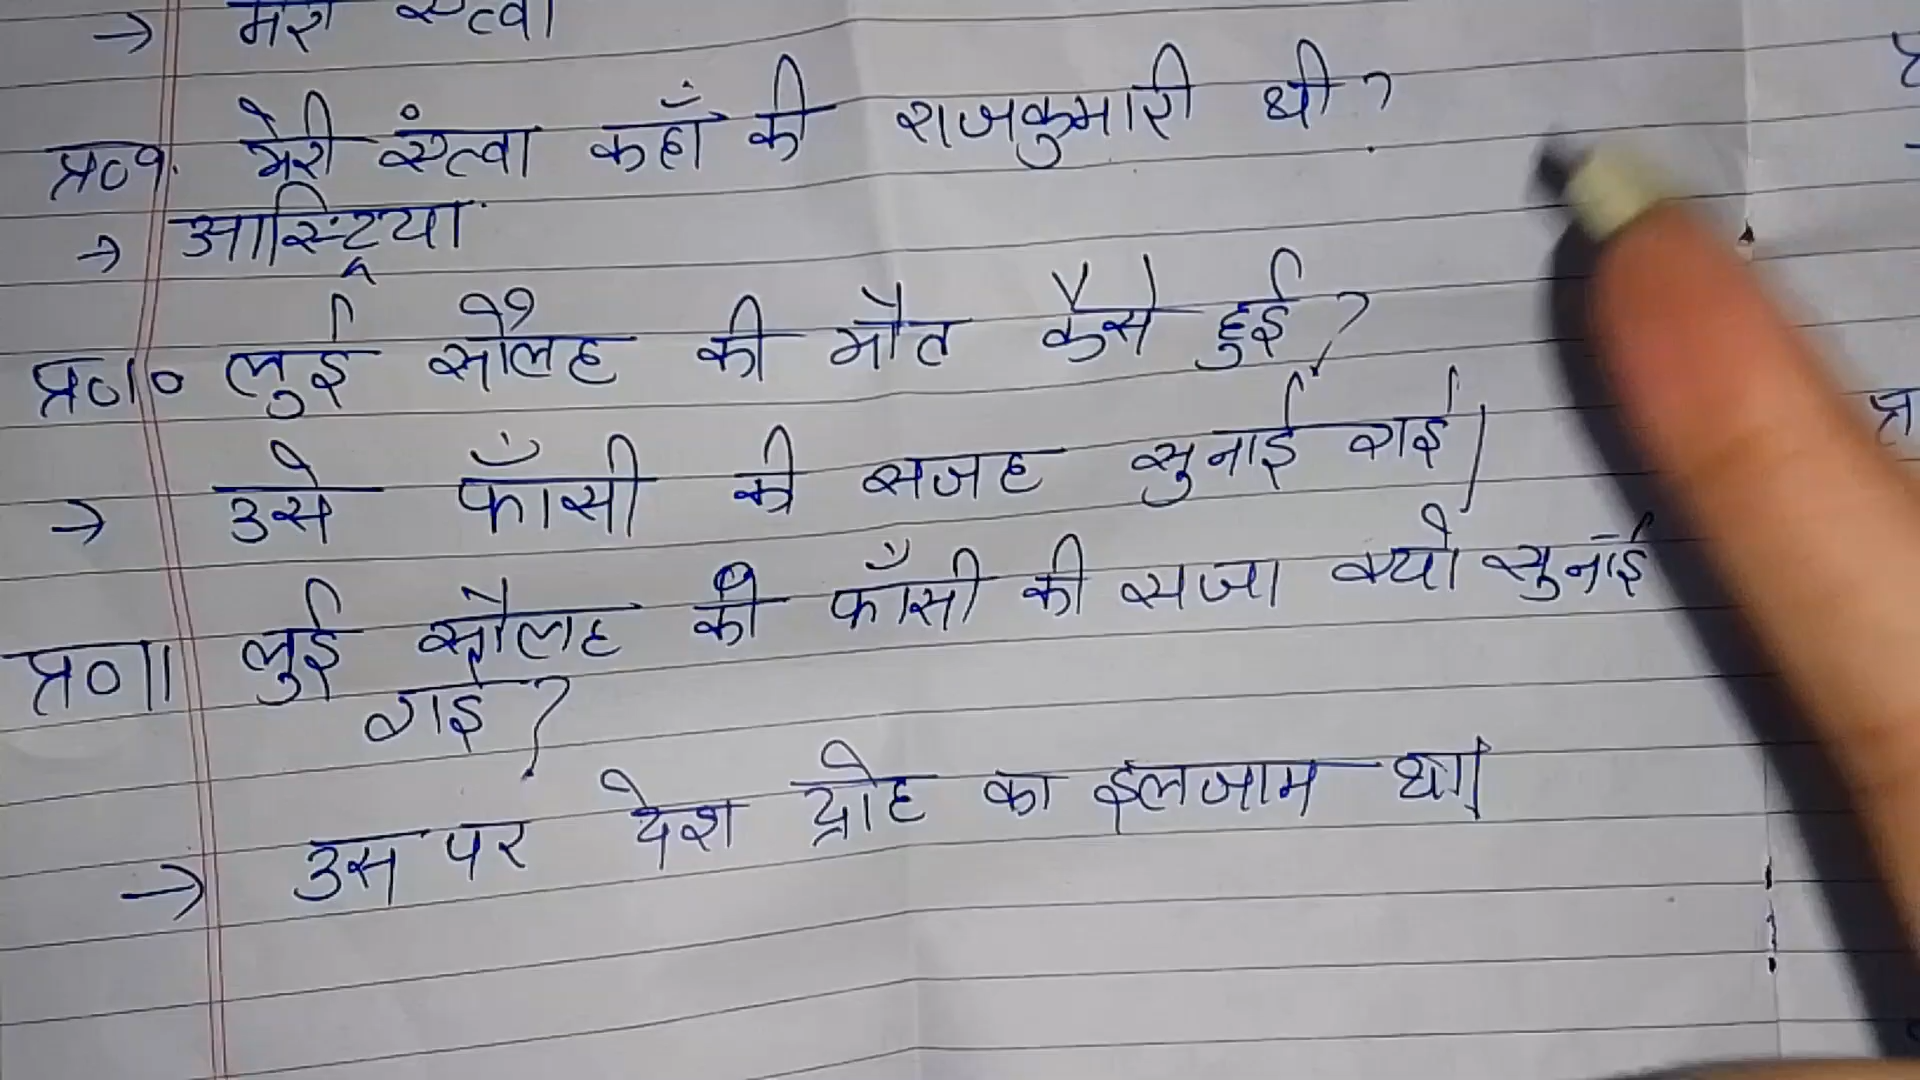 → मेरी एंत्वा
प्र०9. मेरी एंत्वा कहाँ की राजकुमारी थी?
→ आस्ट्रिया
प्र०10 लुई सोलह की मौत कैसे हुई?
→ उसे फाँसी की सजह सुनाई गई।
प्र०11 लुई सौलह की फाँसी की सजा क्यो सुनाई
गई?
→ उस पर देश द्रोह का इलजाम था।